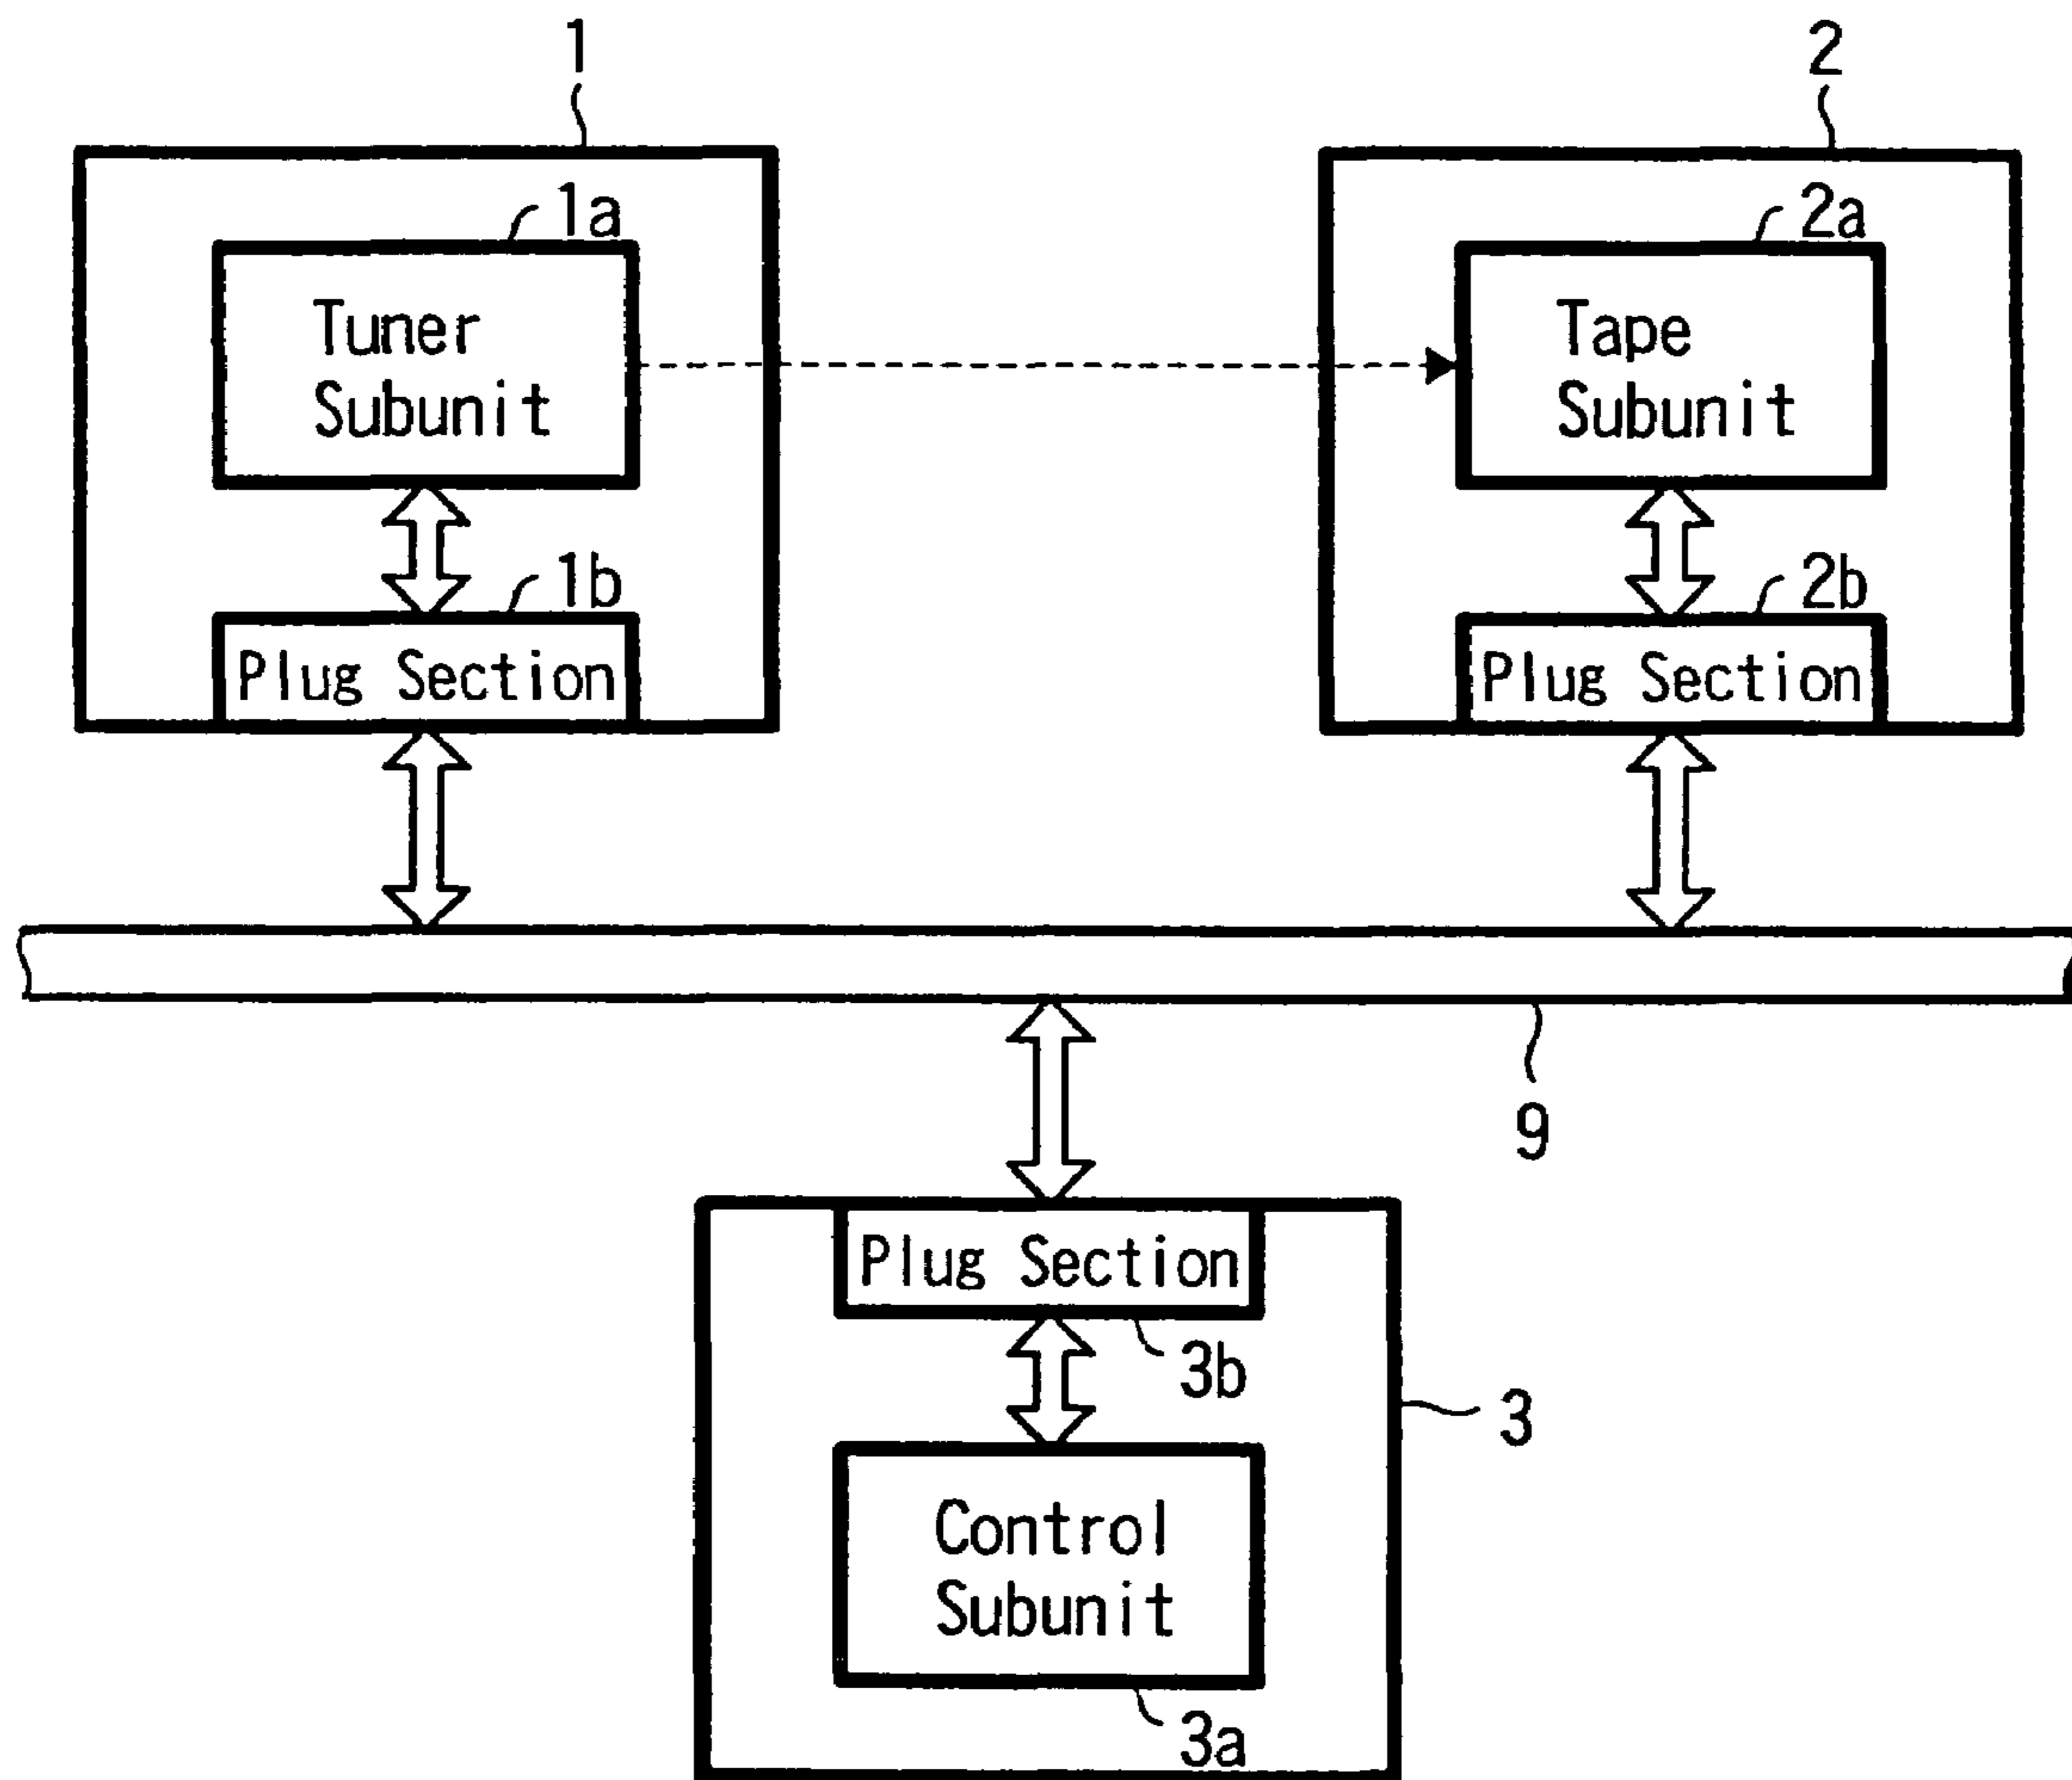 1
2
1a
2a
Tuner
Subunit
Tape
Subunit
1b
2b
Plug Section
Plug Section
9
Plug Section
3b
3
Control
Subunit
3a